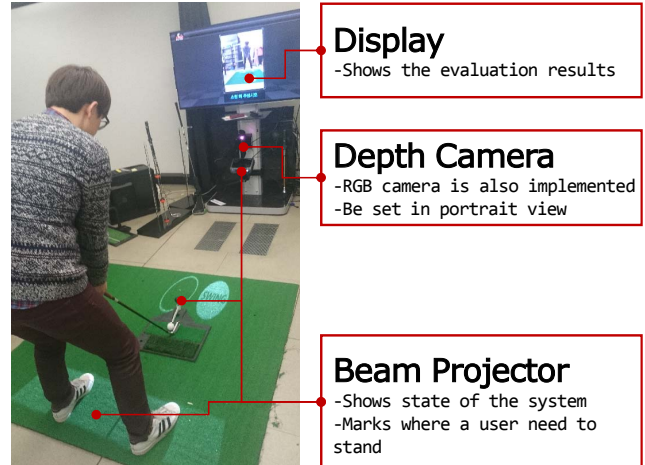 Display
-Shows the evaluation results
Depth Camera
-RGB camera is also implemented
-Be set in portrait view
SWING
Beam Projector
-Shows state of the system
-Marks where a user need to
stand